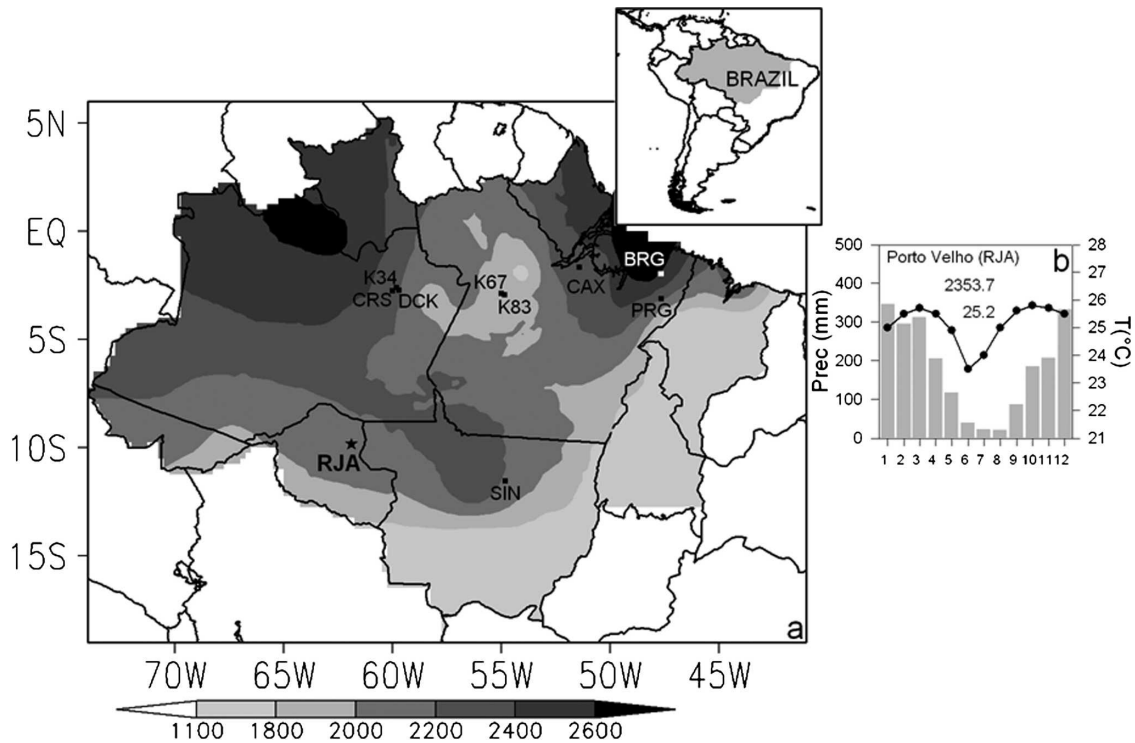 BRAZIL
5N
EQ
5S
10S
15S
K34
CRS
DCK
K67
K83
CAX
BRG
PRG
RJA
SIN
a
70W 65W 60W 55W 50W 45W
1100 1800 2000 2200 2400 2600
Porto Velho (RJA)
b
2353.7
25.2
Prec (mm)
500
400
300
200
100
0
T(°C)
28
27
26
25
24
23
22
21
1 2 3 4 5 6 7 8 9 10 11 12